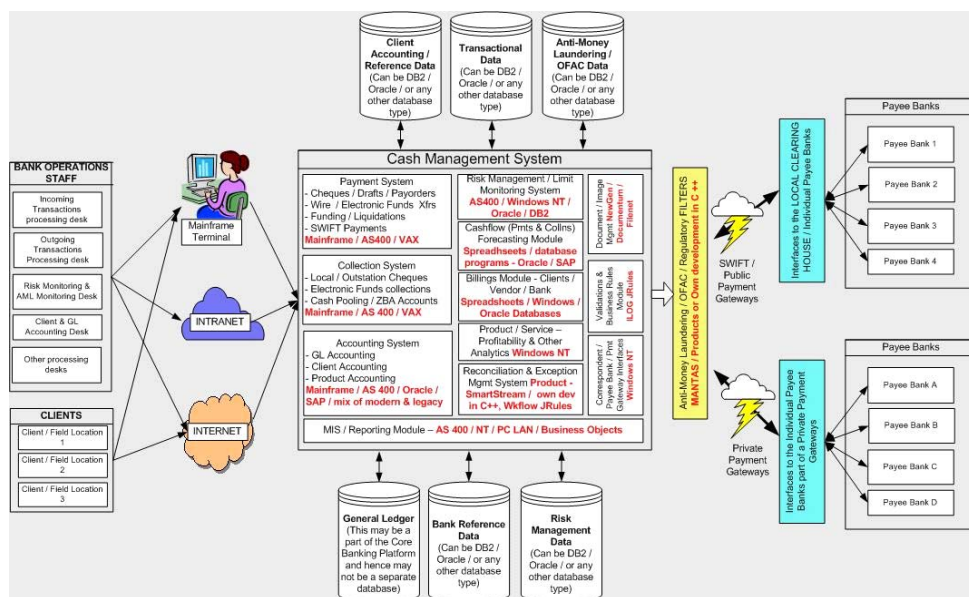 Client
Accounting /
Reference Data
(Can be DB2 /
Oracle / or any
other database
type)
Transactional
Data
(Can be DB2 /
Oracle / or any
other database
type)
Anti-Money
Laundering /
OFAC Data
(Can be DB2 /
Oracle / or any
other database
type)
BANK OPERATIONS
STAFF
Incoming
Transactions
processing desk
Outgoing
Transactions
Processing desk
Risk Monitoring &
AML Monitoring Desk
Client & GL
Accounting Desk
Other processing
desks
CLIENTS
Client / Field Location
1
Client / Field Location
2
Client / Field Location
3
Mainframe
Terminal
INTRANET
INTERNET
Cash Management System
Payment System
- Cheques / Drafts / Payorders
- Wire / Electronic Funds Xfrs
- Funding / Liquidations
- SWIFT Payments
Mainframe / AS400 / VAX
Collection System
- Local / Outstation Cheques
- Electronic Funds collections
- Cash Pooling / ZBA Accounts
Mainframe / AS 400 / VAX
Accounting System
- GL Accounting
- Client Accounting
- Product Accounting
Mainframe / AS 400 / Oracle /
SAP / mix of modern & legacy
Risk Management / Limit
Monitoring System
AS400 / Windows NT /
Oracle / DB2
Cashflow (Pmts & Collns)
Forecasting Module
Spreadhseets / database
programs - Oracle / SAP
Billings Module - Clients /
Vendor / Bank
Spreadsheets / Windows /
Oracle Databases
Product / Service –
Profitability & Other
Analytics Windows NT
Reconciliation & Exception
Mgmt System Product -
SmartStream / own dev
in C++, Wkflow JRules
Document / Image
Mgmt NewGen /
Documentum /
Filenet
Validations &
Business Rules
Module
ILOG JRules
Correspondent /
Payee Bank / Pmt
Gateway Interfaces
Windows NT
MIS / Reporting Module – AS 400 / NT / PC LAN / Business Objects
General Ledger
(This may be a
part of the Core
Banking Platform
and hence may
not be a separate
database)
Bank Reference
Data
(Can be DB2 /
Oracle / or any
other database
type)
Risk
Management
Data
(Can be DB2 /
Oracle / or any
other database
type)
Anti-Money Laundering / OFAC / Regulatory FILTERS
MANTAS / Products or Own development in C ++
SWIFT /
Public
Payment
Gateways
Private
Payment
Gateways
Interfaces to the LOCAL CLEARING
HOUSE / Individual Payee Banks
Interfaces to the Individual Payee
Banks part of a Private Payment
Gateways
Payee Banks
Payee Bank 1
Payee Bank 2
Payee Bank 3
Payee Bank 4
Payee Banks
Payee Bank A
Payee Bank B
Payee Bank C
Payee Bank D